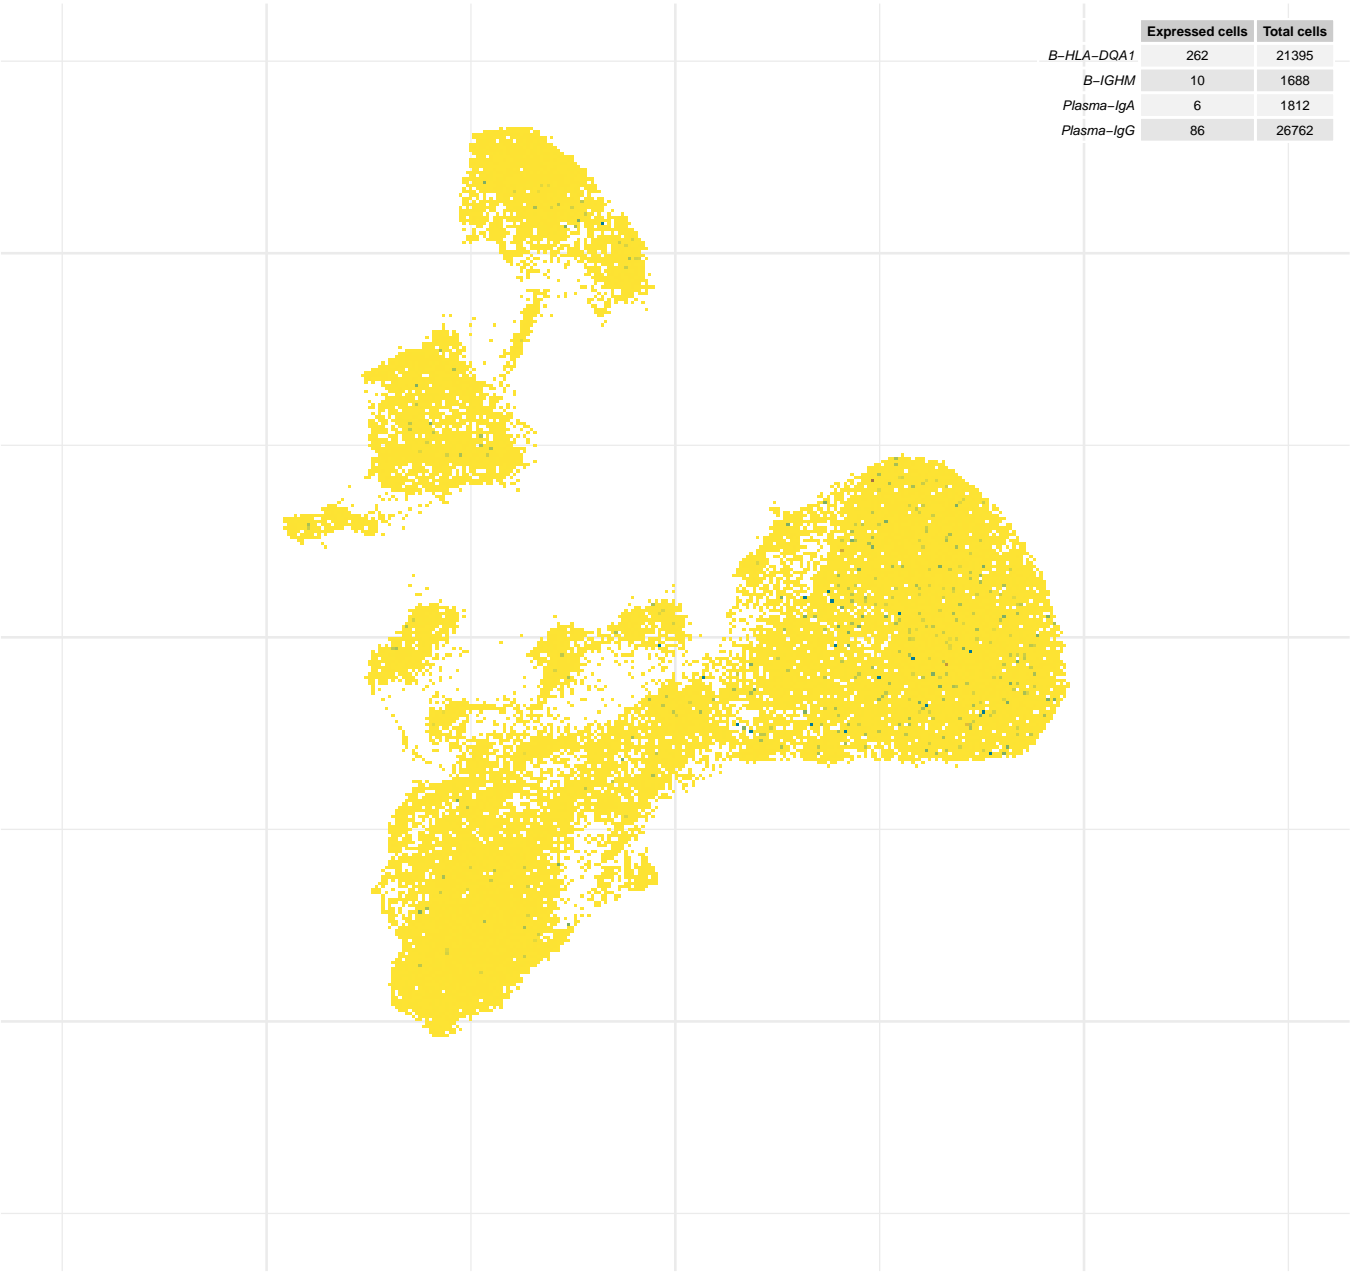 Expressed cells Total cells
B−HLA−DQA1 262 21395
B−IGHM 10 1688
Plasma−IgA 6 1812
Plasma−IgG 86 26762